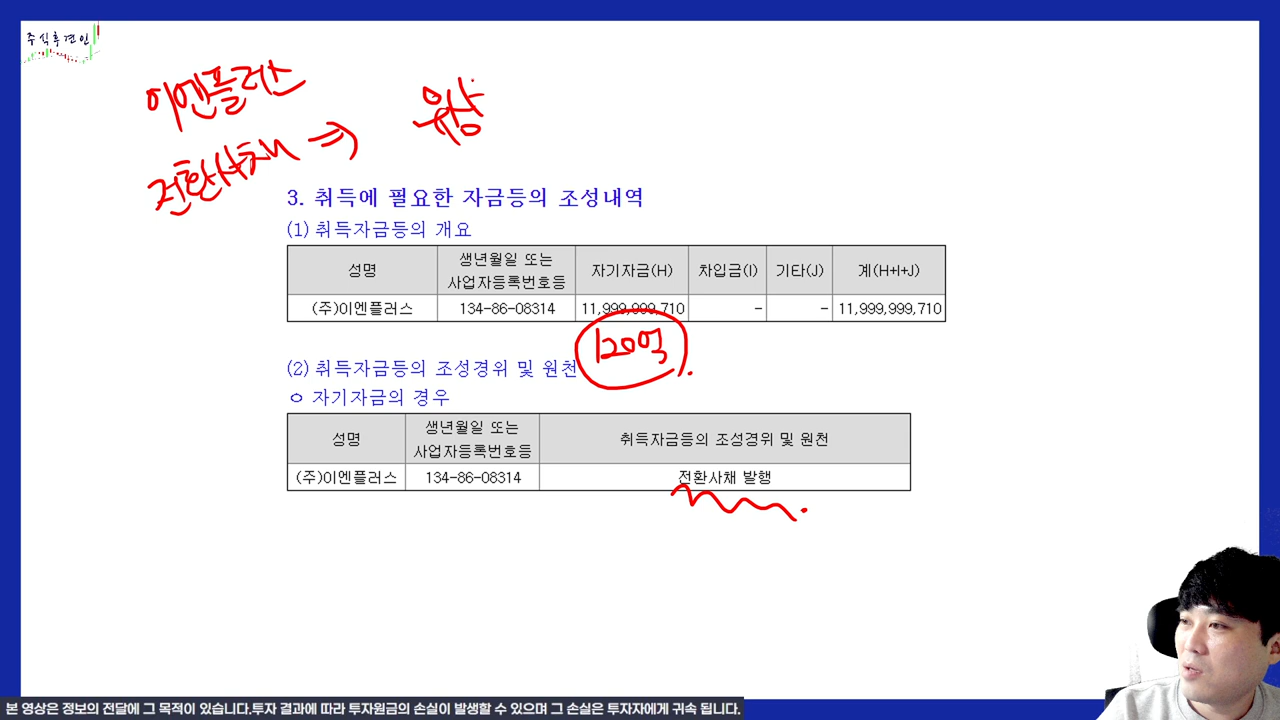 주식후견인
이엔플러스
전환사채 ⇒ 유상
3. 취득에 필요한 자금등의 조성내역
(1) 취득자금등의 개요
성명 생년월일 또는 사업자등록번호등 자기자금(H) 차입금(I) 기타(J) 계(H+I+J)
(주)이엔플러스 134-86-08314 11,999,999,710 - - 11,999,999,710
120억
(2) 취득자금등의 조성경위 및 원천
ㅇ 자기자금의 경우
성명 생년월일 또는 사업자등록번호등 취득자금등의 조성경위 및 원천
(주)이엔플러스 134-86-08314 전환사채 발행
본 영상은 정보의 전달에 그 목적이 있습니다.투자 결과에 따라 투자원금의 손실이 발생할 수 있으며 그 손실은 투자자에게 귀속 됩니다.